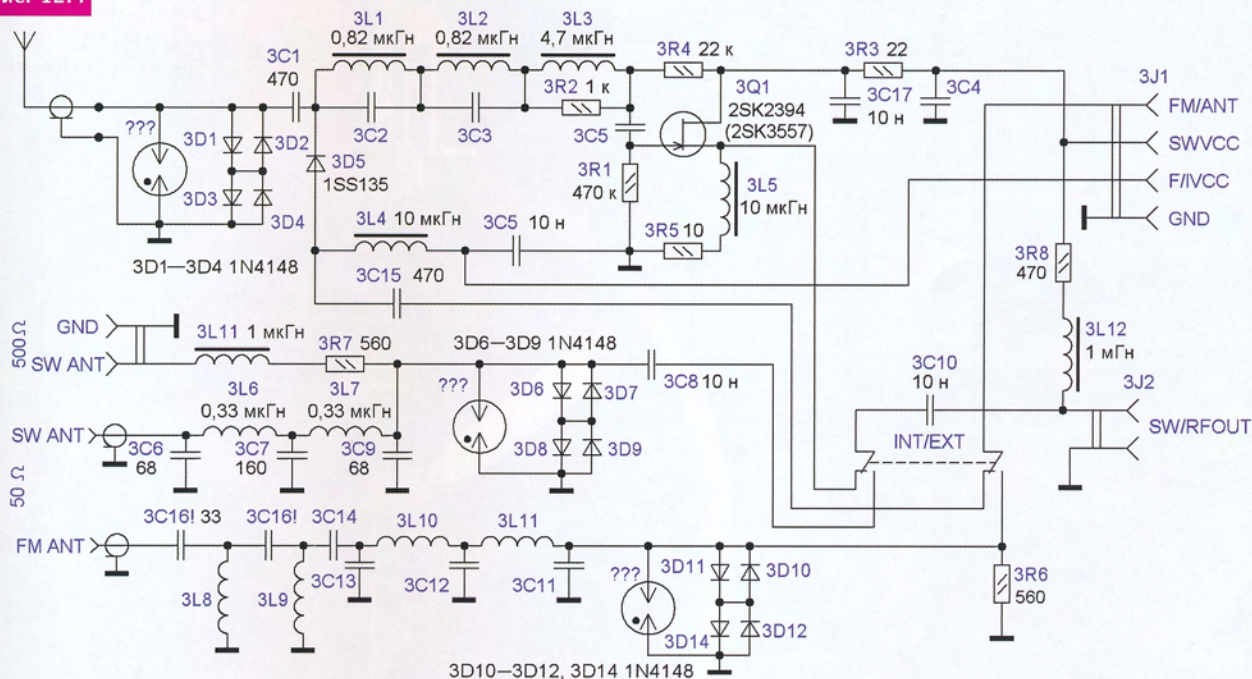 3L1
0,82 мкГн
3L2
0,82 мкГн
3L3
4,7 мкГн
3C1
470
3R4 22 к
3R3 22
3J1
3Q1
2SK2394
(2SK3557)
3R2 1 к
3C17
10 н
3C4
FM/ANT
SWVCC
F/IVCC
GND
???
3D1
3D2
3C2
3C3
3C5
3D5
1SS135
3D3
3D4
3R1
470 к
3L5
10 мкГн
3L4 10 мкГн
3C5 10 н
3R5 10
3D1—3D4 1N4148
3C15 470
3R8
470
500Ω
GND
SW ANT
3L11 1 мкГн
3R7 560
3D6—3D9 1N4148
3L12
1 мГн
3L6
0,33 мкГн
3L7
0,33 мкГн
???
3D6
3D7
3C8 10 н
3C10
10 н
3J2
SW ANT
3C6
68
3C7
160
3C9
68
3D8
3D9
INT/EXT
SW/RFOUT
50 Ω
FM ANT
3C16! 33
3C16!
3C14
3L10
3L11
3L8
3L9
3C13
3C12
3C11
???
3D11
3D10
3D14
3D12
3R6
560
3D10—3D12, 3D14 1N4148